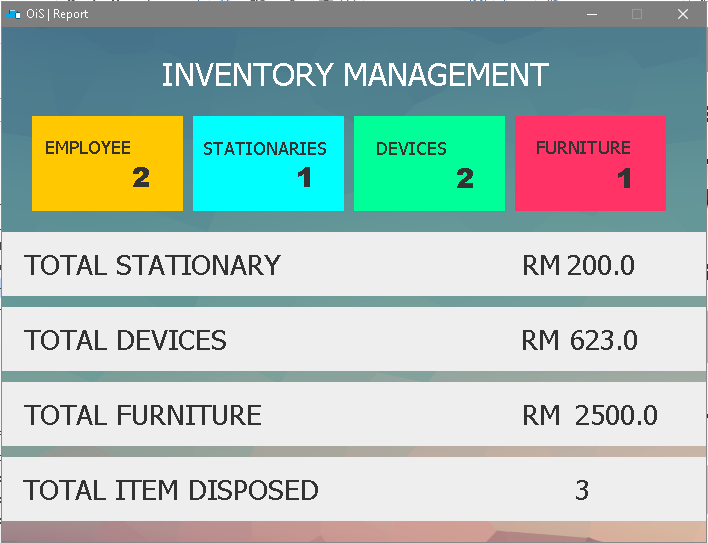 OiS | Report
INVENTORY MANAGEMENT
EMPLOYEE
2
STATIONARIES
1
DEVICES
2
FURNITURE
1
TOTAL STATIONARY RM 200.0
TOTAL DEVICES RM 623.0
TOTAL FURNITURE RM 2500.0
TOTAL ITEM DISPOSED 3